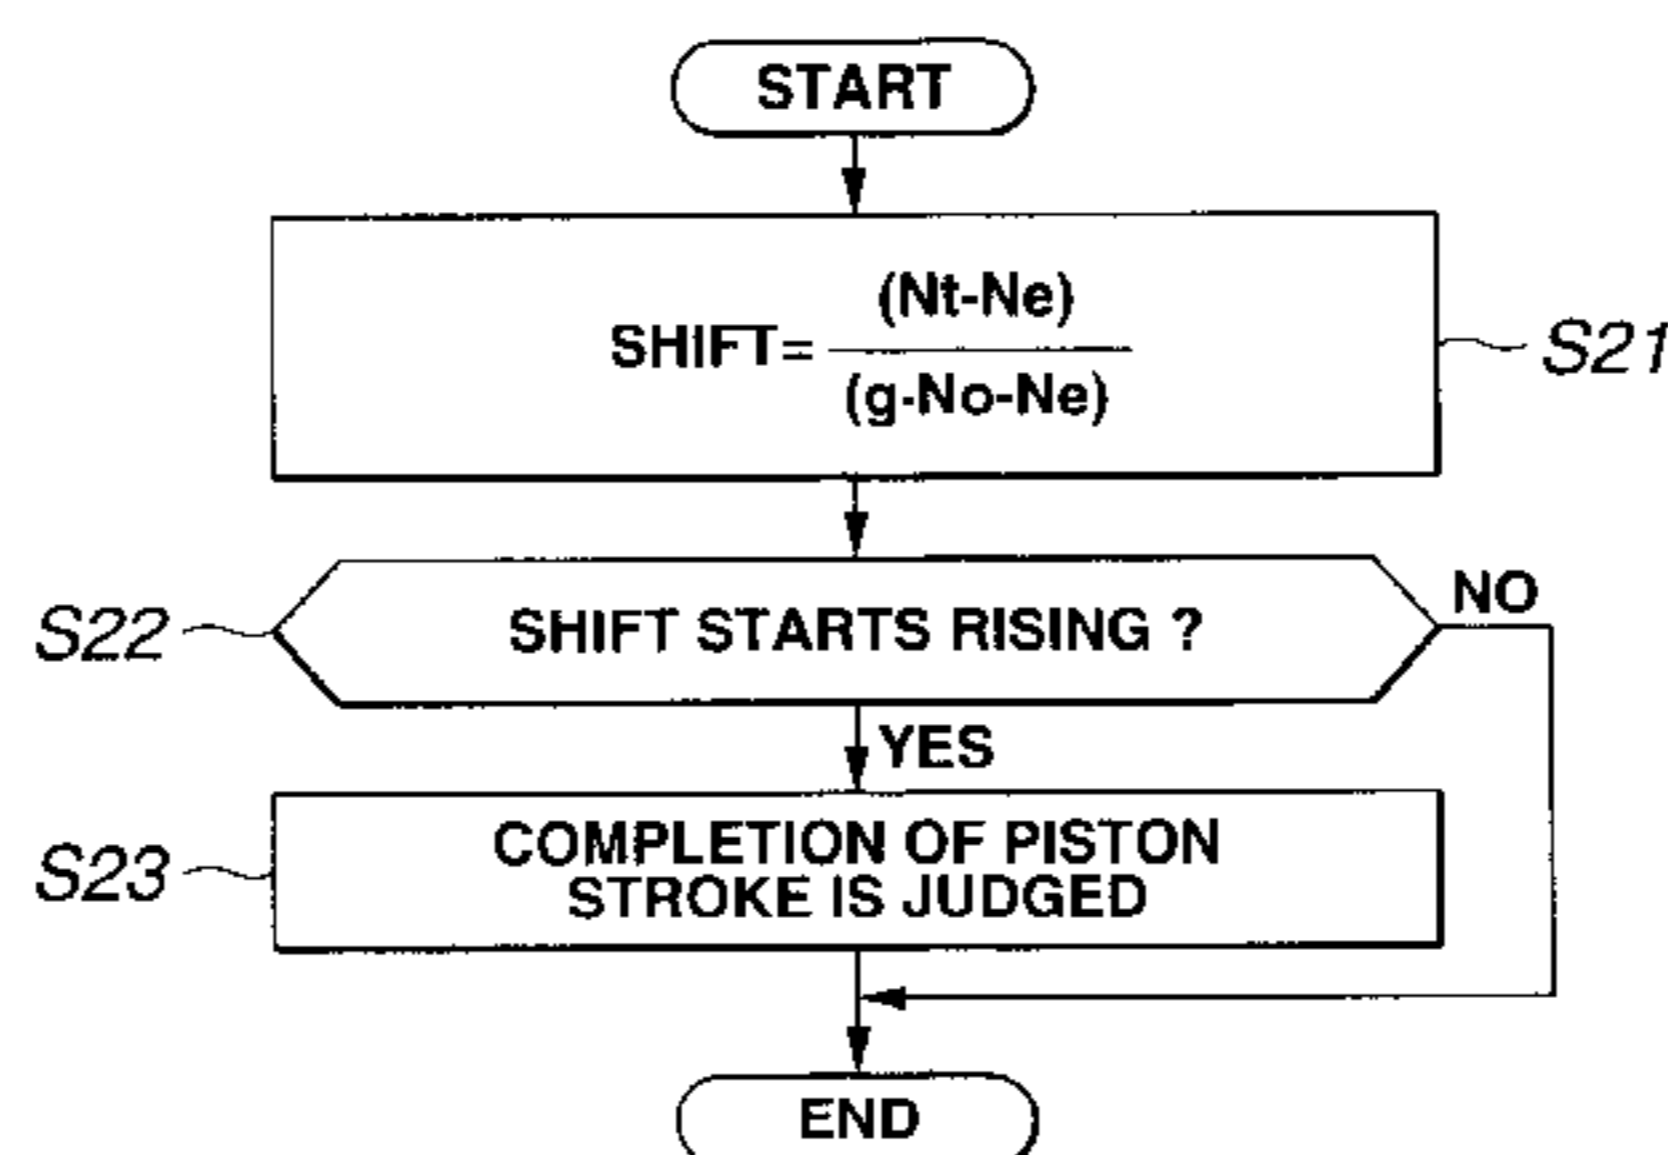 START
(Nt-Ne)
SHIFT=
(g·No-Ne)
S21
SHIFT STARTS RISING ?
NO
S22
YES
COMPLETION OF PISTON
STROKE IS JUDGED
S23
END